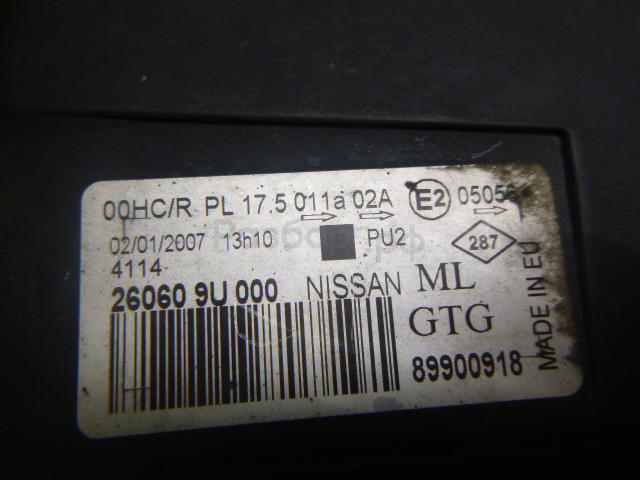 00HC/R PL 17.5 011a 02A E2 05056
02/01/2007 13h10 PU2 287
4114
26060 9U 000 NISSAN ML
GTG
89900918
MADE IN EU